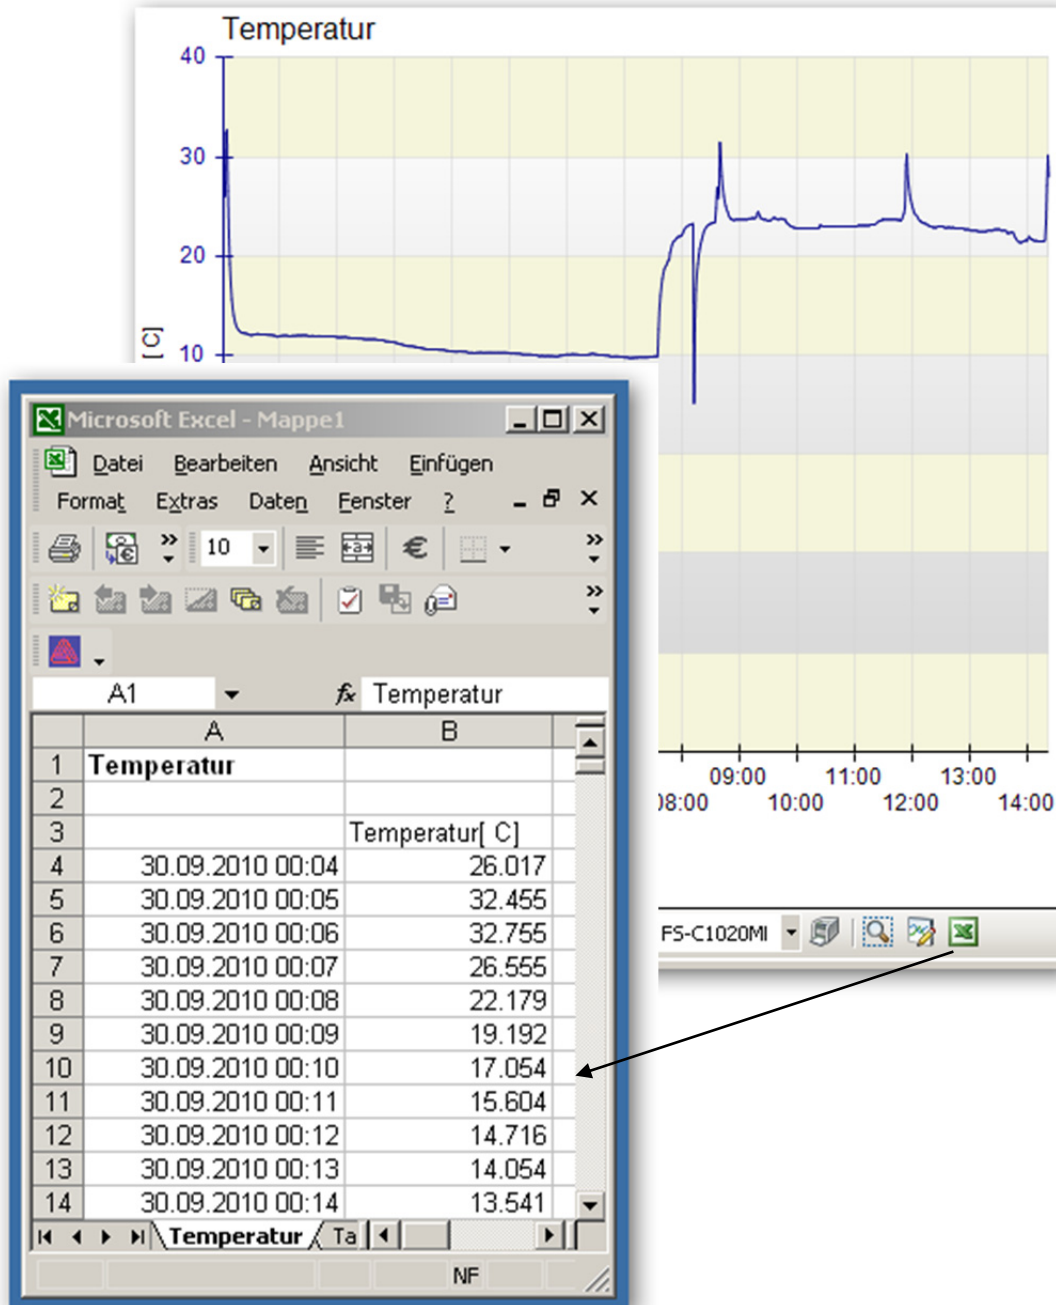 Temperatur
40
30
20
10
[ C]
09:00 11:00 13:00
08:00 10:00 12:00 14:00
FS-C1020MI
Microsoft Excel - Mappe1
Datei Bearbeiten Ansicht Einfügen
Format Extras Daten Fenster ?
10 €
A1 fx Temperatur
A B
1 Temperatur
2
3 Temperatur[ C]
4 30.09.2010 00:04 26.017
5 30.09.2010 00:05 32.455
6 30.09.2010 00:06 32.755
7 30.09.2010 00:07 26.555
8 30.09.2010 00:08 22.179
9 30.09.2010 00:09 19.192
10 30.09.2010 00:10 17.054
11 30.09.2010 00:11 15.604
12 30.09.2010 00:12 14.716
13 30.09.2010 00:13 14.054
14 30.09.2010 00:14 13.541
Temperatur Ta
NF